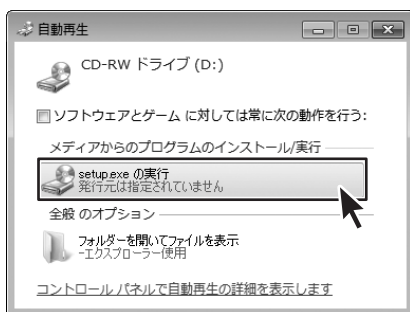 自動再生
CD-RW ドライブ (D:)
ソフトウェアとゲーム に対しては常に次の動作を行う:
メディアからのプログラムのインストール/実行
setup.exe の実行
発行元は指定されていません
全般 のオプション
フォルダーを開いてファイルを表示
-エクスプローラー使用
コントロール パネルで自動再生の詳細を表示します